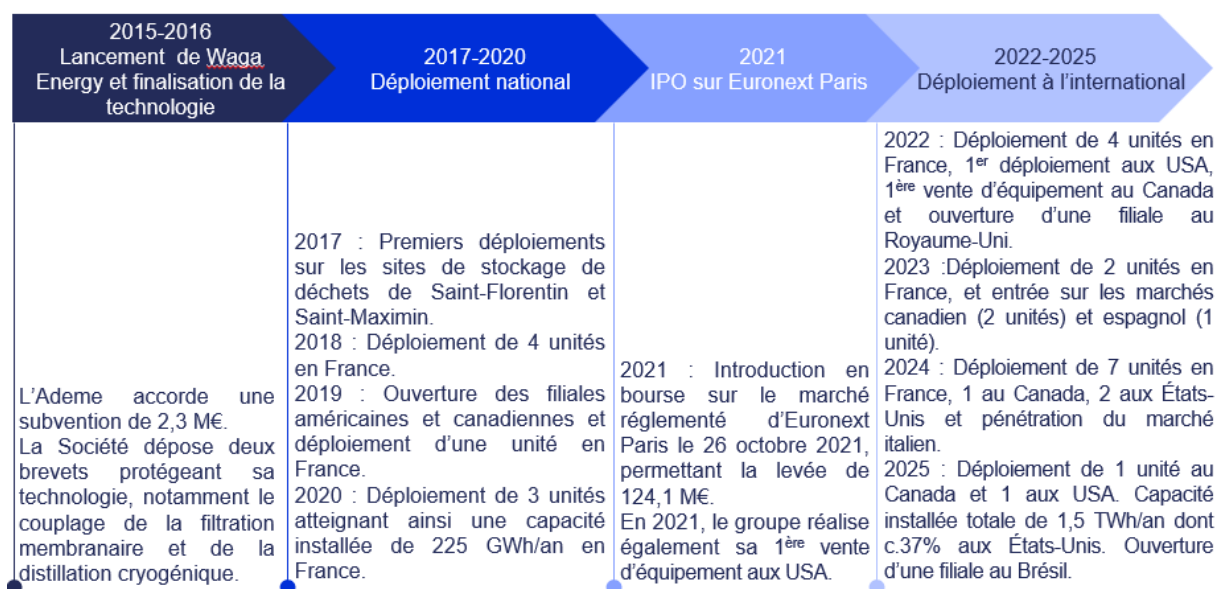 2015-2016
Lancement de Waga
Energy et finalisation de la
technologie
2017-2020
Déploiement national
2021
IPO sur Euronext Paris
2022-2025
Déploiement à l'international
L'Ademe accorde une
subvention de 2,3 M€.
La Société dépose deux
brevets protégeant sa
technologie, notamment le
couplage de la filtration
membranaire et de la
distillation cryogénique.
2017 : Premiers déploiements
sur les sites de stockage de
déchets de Saint-Florentin et
Saint-Maximin.
2018 : Déploiement de 4 unités
en France.
2019 : Ouverture des filiales
américaines et canadiennes et
déploiement d'une unité en
France.
2020 : Déploiement de 3 unités
atteignant ainsi une capacité
installée de 225 GWh/an en
France.
2021 : Introduction en
bourse sur le marché
réglementé d'Euronext
Paris le 26 octobre 2021,
permettant la levée de
124,1 M€.
En 2021, le groupe réalise
également sa 1ère vente
d'équipement aux USA.
2022 : Déploiement de 4 unités en
France, 1er déploiement aux USA,
1ère vente d'équipement au Canada
et ouverture d'une filiale au
Royaume-Uni.
2023 :Déploiement de 2 unités en
France, et entrée sur les marchés
canadien (2 unités) et espagnol (1
unité).
2024 : Déploiement de 7 unités en
France, 1 au Canada, 2 aux États-
Unis et pénétration du marché
italien.
2025 : Déploiement de 1 unité au
Canada et 1 aux USA. Capacité
installée totale de 1,5 TWh/an dont
c.37% aux États-Unis. Ouverture
d'une filiale au Brésil.